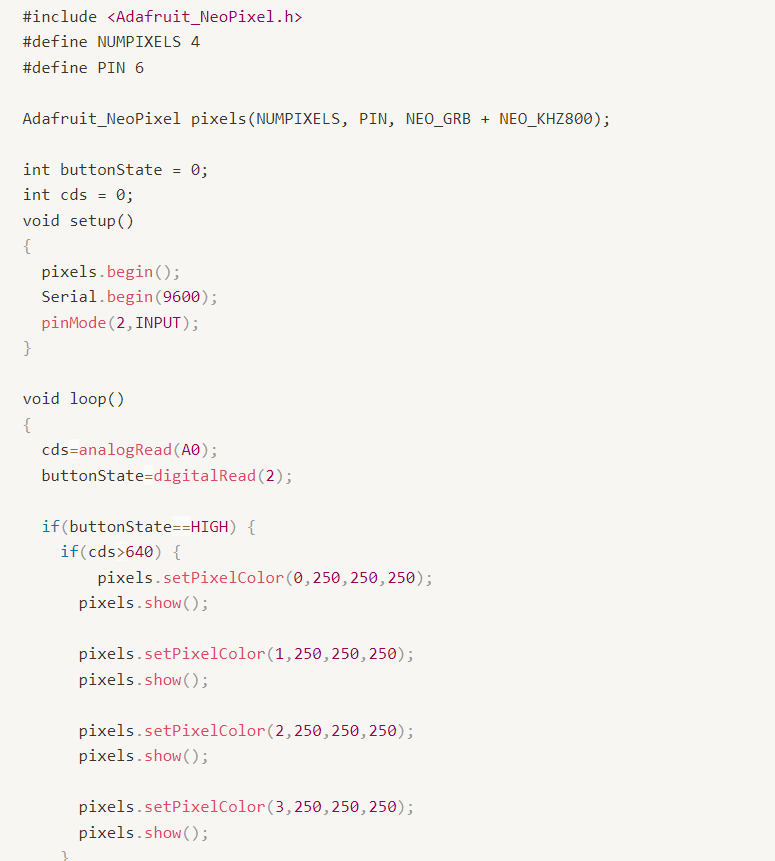 #include <Adafruit_NeoPixel.h>
#define NUMPIXELS 4
#define PIN 6

Adafruit_NeoPixel pixels(NUMPIXELS, PIN, NEO_GRB + NEO_KHZ800);

int buttonState = 0;
int cds = 0;
void setup()
{
  pixels.begin();
  Serial.begin(9600);
  pinMode(2,INPUT);
}

void loop()
{
  cds=analogRead(A0);
  buttonState=digitalRead(2);

  if(buttonState==HIGH) {
    if(cds>640) {
        pixels.setPixelColor(0,250,250,250);
      pixels.show();

      pixels.setPixelColor(1,250,250,250);
      pixels.show();

      pixels.setPixelColor(2,250,250,250);
      pixels.show();

      pixels.setPixelColor(3,250,250,250);
      pixels.show();
    }